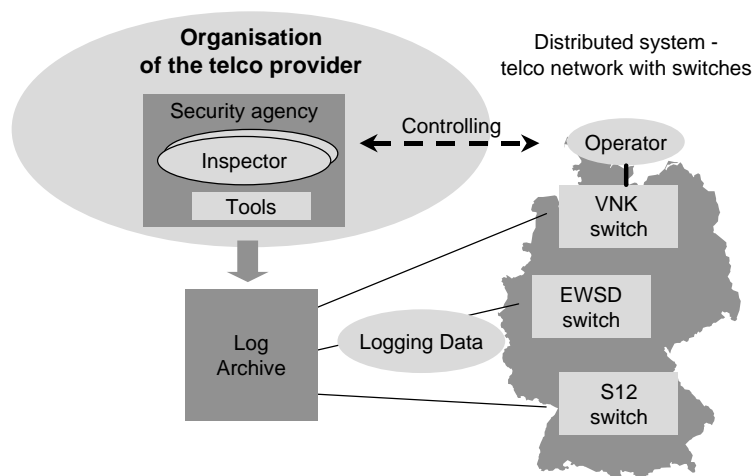 Organisation
of the telco provider
Distributed system -
telco network with switches
Security agency
Inspector
Tools
Controlling
Operator
VNK
switch
EWSD
switch
Log
Archive
Logging Data
S12
switch